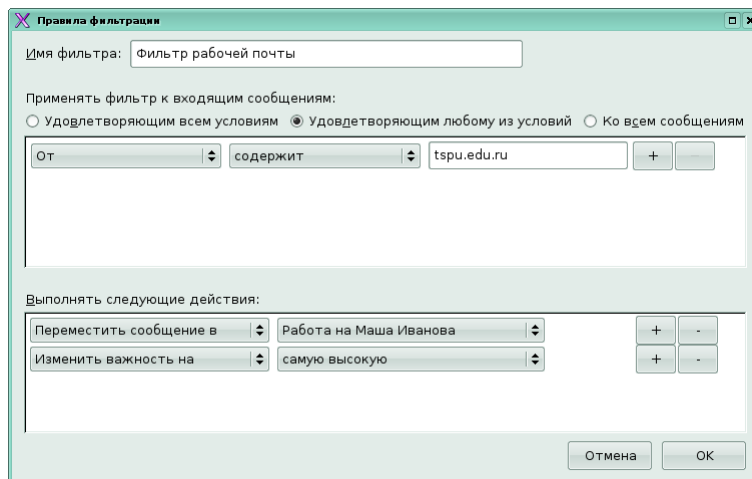 Правила фильтрации
Имя фильтра: Фильтр рабочей почты
Применять фильтр к входящим сообщениям:
Удовлетворяющим всем условиям Удовлетворяющим любому из условий Ко всем сообщениям
От содержит tspu.edu.ru + -
Выполнять следующие действия:
Переместить сообщение в Работа на Маша Иванова + -
Изменить важность на самую высокую + -
Отмена OK